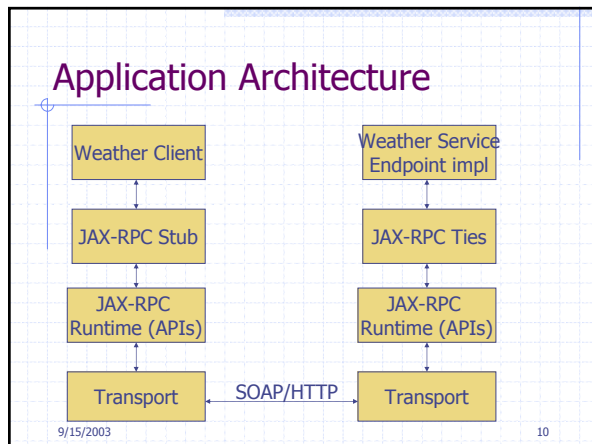 Application Architecture
Weather Client
Weather Service
Endpoint impl
JAX-RPC Stub
JAX-RPC Ties
JAX-RPC
Runtime (APIs)
JAX-RPC
Runtime (APIs)
Transport
SOAP/HTTP
Transport
9/15/2003
10